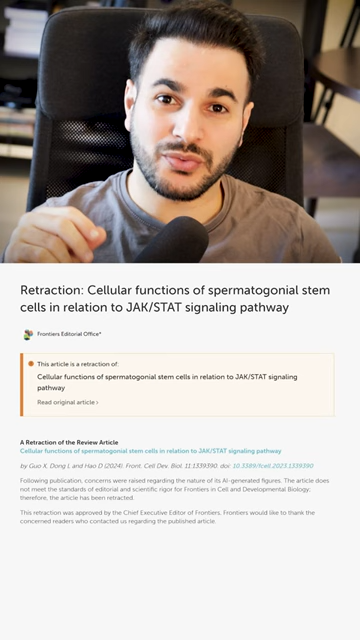 Retraction: Cellular functions of spermatogonial stem
cells in relation to JAK/STAT signaling pathway
Frontiers Editorial Office*
This article is a retraction of:
Cellular functions of spermatogonial stem cells in relation to JAK/STAT signaling
pathway
Read original article ›
A Retraction of the Review Article
Cellular functions of spermatogonial stem cells in relation to JAK/STAT signaling pathway
by Guo X, Dong L and Hao D (2024). Front. Cell Dev. Biol. 11:1339390. doi: 10.3389/fcell.2023.1339390
Following publication, concerns were raised regarding the nature of its AI-generated figures. The article does
not meet the standards of editorial and scientific rigor for Frontiers in Cell and Developmental Biology;
therefore, the article has been retracted.
This retraction was approved by the Chief Executive Editor of Frontiers. Frontiers would like to thank the
concerned readers who contacted us regarding the published article.